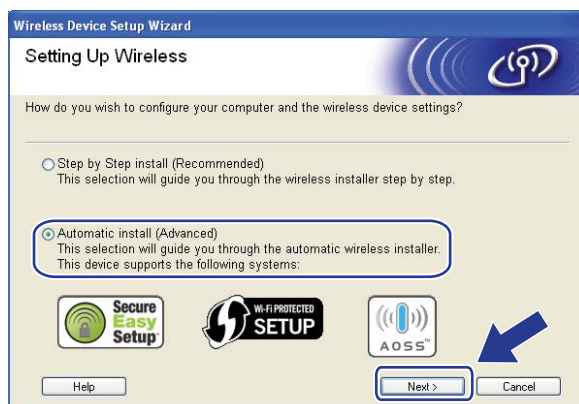 Wireless Device Setup Wizard
Setting Up Wireless
How do you wish to configure your computer and the wireless device settings?
Step by Step install (Recommended)
This selection will guide you through the wireless installer step by step.
Automatic install (Advanced)
This selection will guide you through the automatic wireless installer.
This device supports the following systems:
Secure
Easy
Setup
WI-FI PROTECTED
SETUP
AOSS™
Help
Next >
Cancel